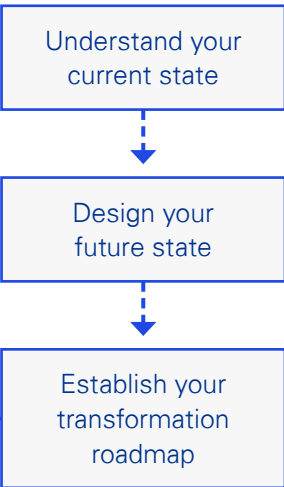 Understand your
current state
Design your
future state
Establish your
transformation
roadmap